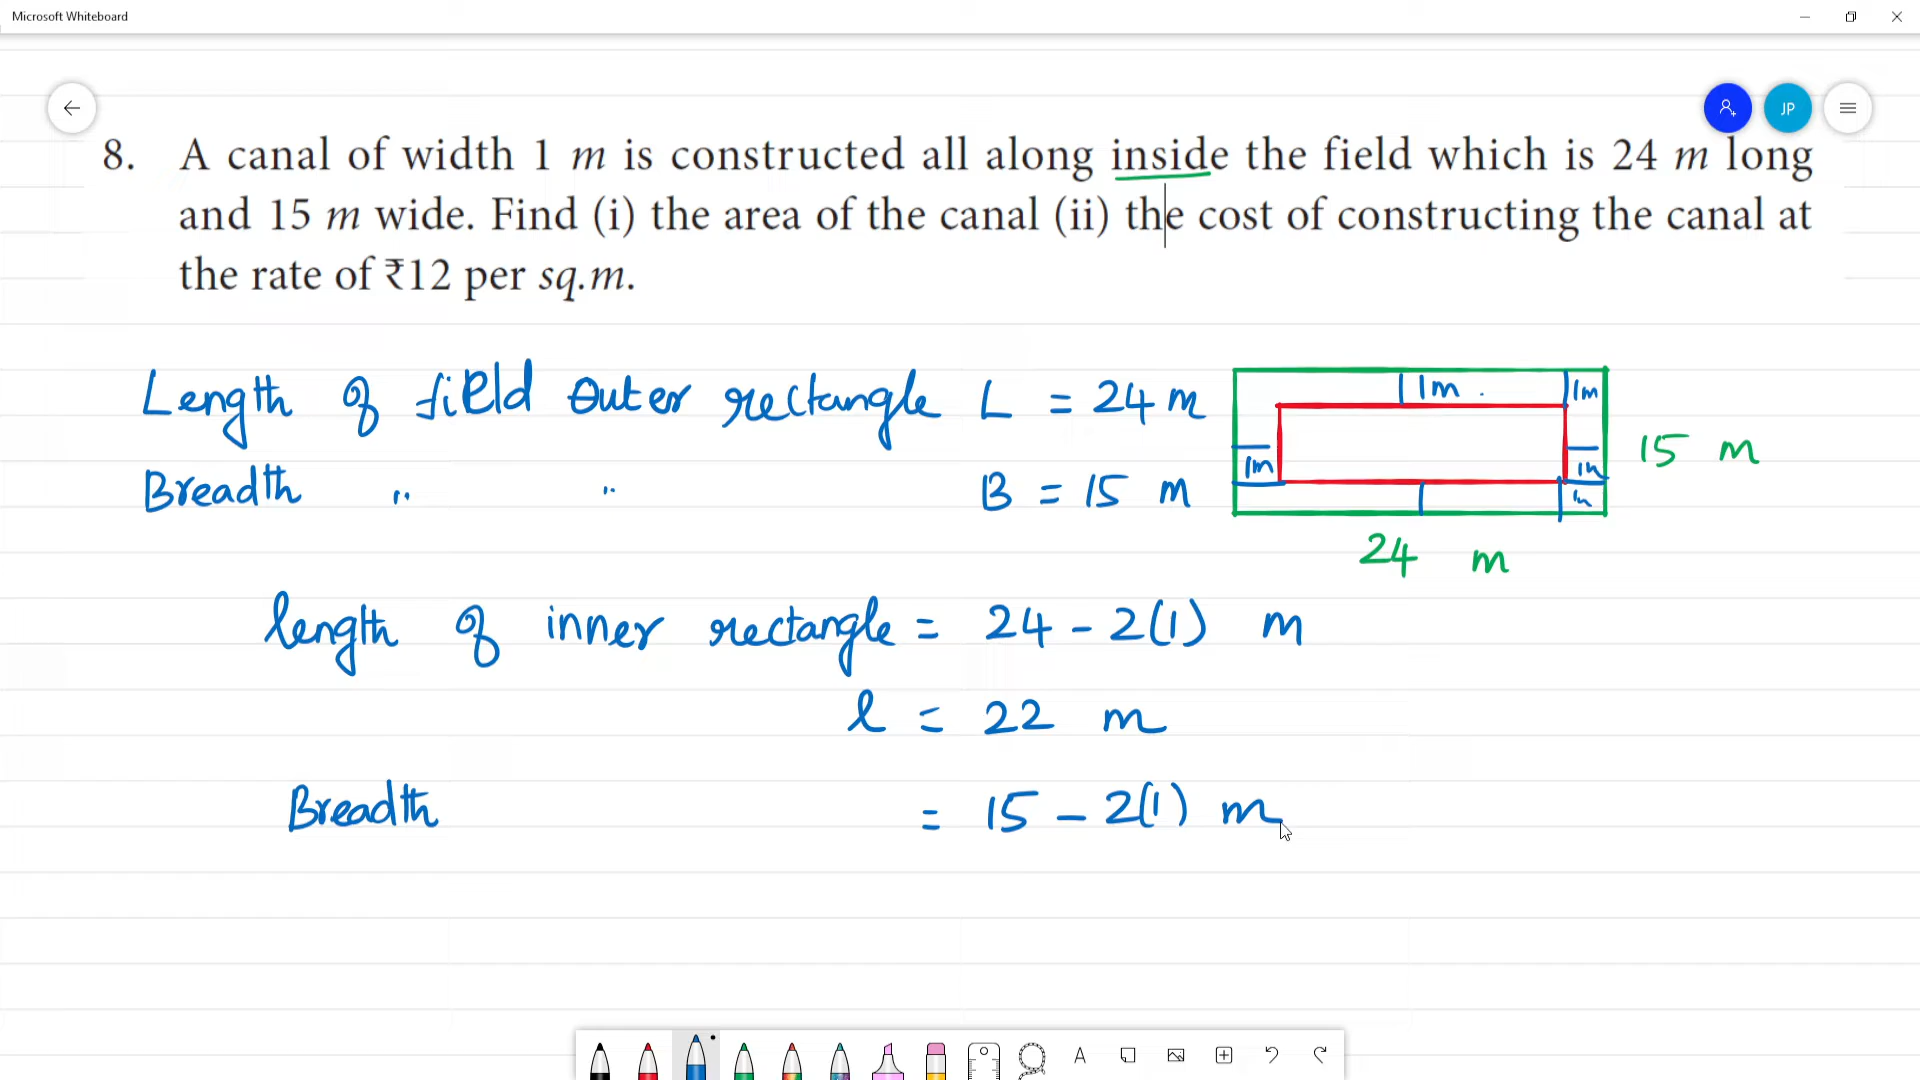 Microsoft Whiteboard
JP
8. A canal of width 1 m is constructed all along inside the field which is 24 m long
and 15 m wide. Find (i) the area of the canal (ii) the cost of constructing the canal at
the rate of ₹12 per sq.m.
Length of field Outer rectangle L = 24 m
Breadth " " B = 15 m
1m 1m
1m 1m
1m
15 m
24 m
length of inner rectangle = 24 - 2(1) m
l = 22 m
Breadth = 15 - 2(1) m
A